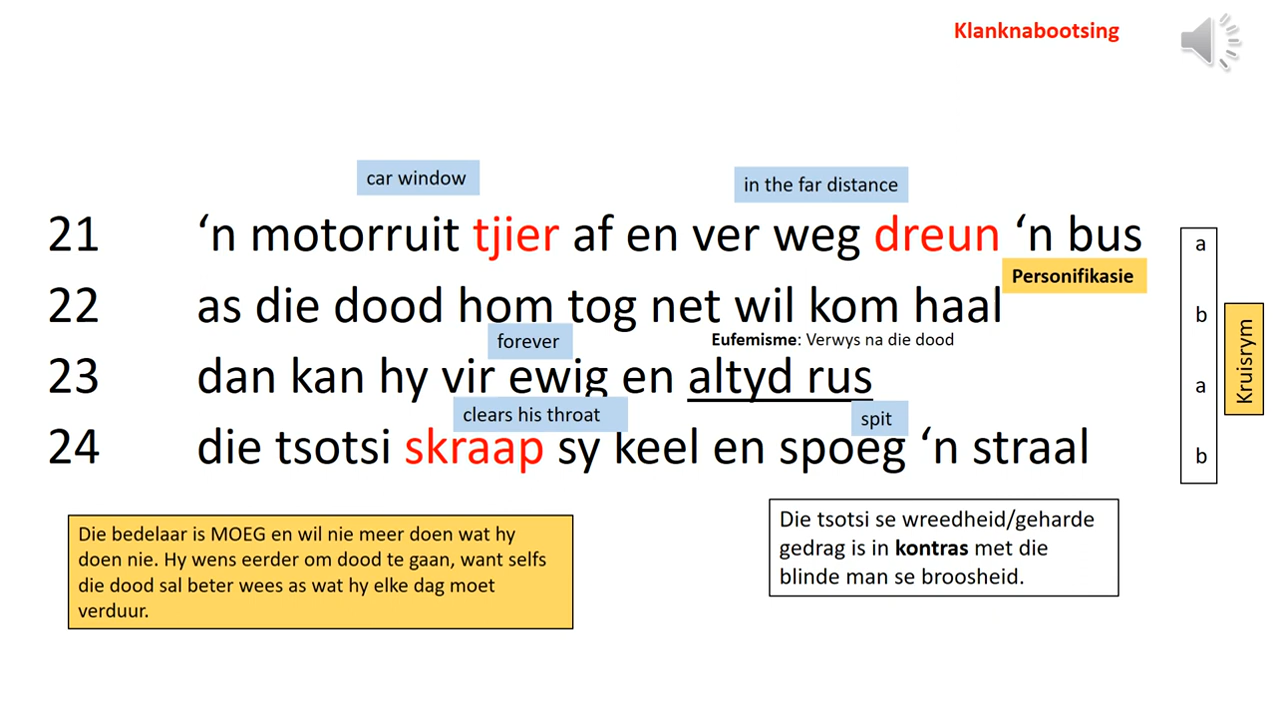 Klanknabootsing
car window
in the far distance
21 ‘n motorruit tjier af en ver weg dreun ‘n bus a
Personifikasie
22 as die dood hom tog net wil kom haal b
forever
Eufemisme: Verwys na die dood
23 dan kan hy vir ewig en altyd rus a
Kruisrym
clears his throat
spit
24 die tsotsi skraap sy keel en spoeg ‘n straal b
Die bedelaar is MOEG en wil nie meer doen wat hy
doen nie. Hy wens eerder om dood te gaan, want selfs
die dood sal beter wees as wat hy elke dag moet
verduur.
Die tsotsi se wreedheid/geharde
gedrag is in kontras met die
blinde man se broosheid.